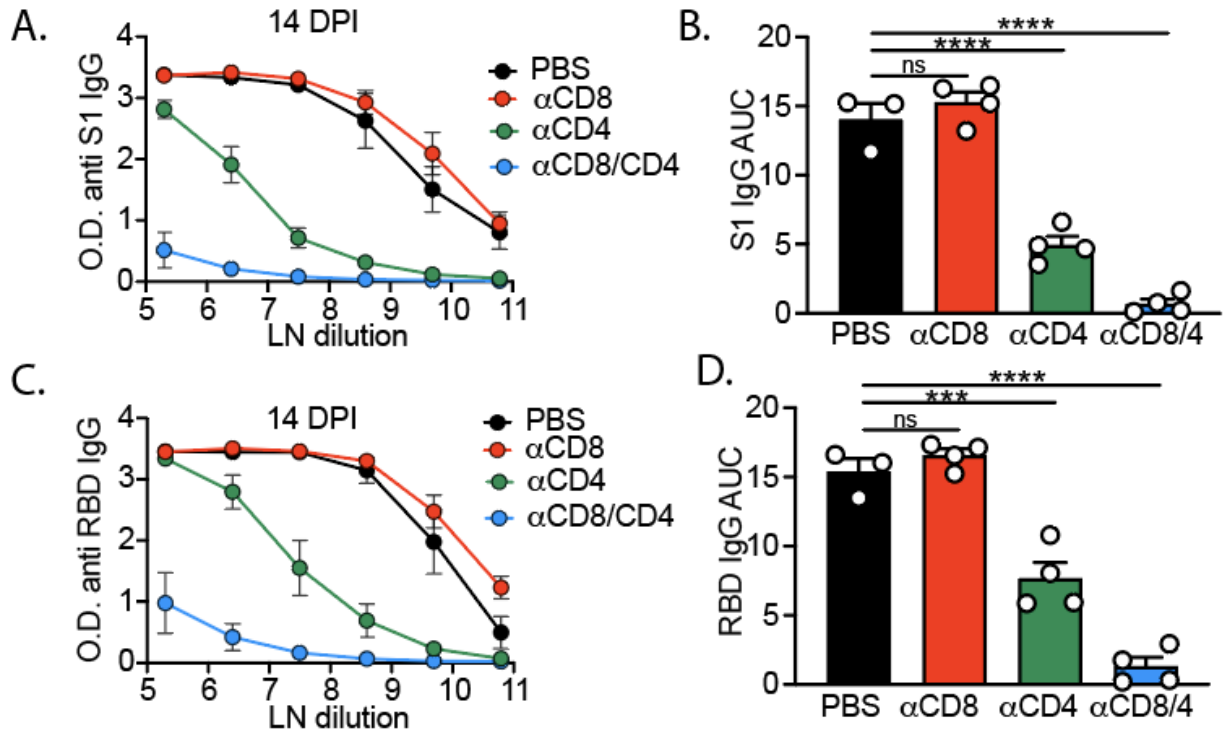 A.
14 DPI
O.D. anti S1 IgG
4
3
2
1
0
5 6 7 8 9 10 11
LN dilution
PBS
αCD8
αCD4
αCD8/CD4
B.
S1 IgG AUC
20
15
10
5
0
****
****
ns
PBS αCD8 αCD4 αCD8/4
C.
14 DPI
O.D. anti RBD IgG
4
3
2
1
0
5 6 7 8 9 10 11
LN dilution
PBS
αCD8
αCD4
αCD8/CD4
D.
RBD IgG AUC
20
15
10
5
0
****
***
ns
PBS αCD8 αCD4 αCD8/4